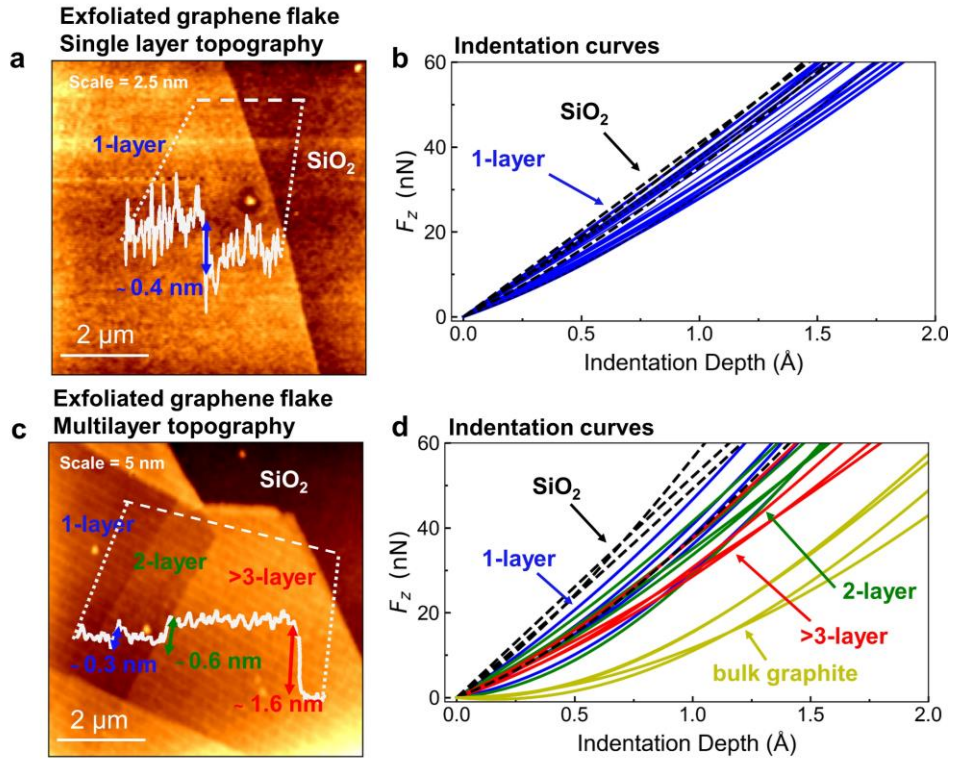 Exfoliated graphene flake
Single layer topography
a
Scale = 2.5 nm
1-layer
SiO₂
~ 0.4 nm
2 µm
b
Indentation curves
60
40
20
0
F_z (nN)
SiO₂
1-layer
0.0 0.5 1.0 1.5 2.0
Indentation Depth (Å)
Exfoliated graphene flake
Multilayer topography
c
Scale = 5 nm
SiO₂
1-layer
2-layer
>3-layer
~ 0.3 nm
~ 0.6 nm
~ 1.6 nm
2 µm
d
Indentation curves
60
40
20
0
F_z (nN)
SiO₂
1-layer
2-layer
>3-layer
bulk graphite
0.0 0.5 1.0 1.5 2.0
Indentation Depth (Å)